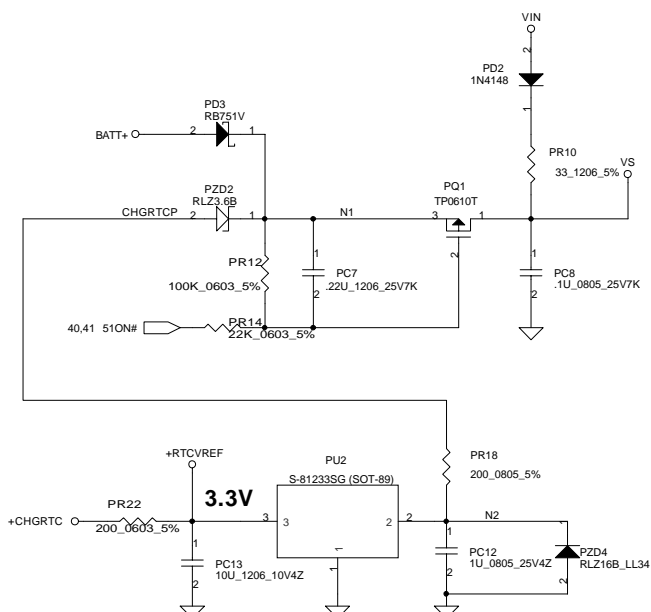 VIN
2
PD2
1N4148
1
PD3
RB751V
BATT+
2
1
PR10
33_1206_5%
VS
PQ1
TP0610T
PZD2
RLZ3.6B
CHGRTCP
2
1
N1
3
1
2
PR12
100K_0603_5%
1
PC7
.22U_1206_25V7K
2
1
PC8
.1U_0805_25V7K
2
40,41 51ON#
PR14
22K_0603_5%
+RTCVREF
PU2
S-81233SG (SOT-89)
PR18
200_0805_5%
3.3V
PR22
+CHGRTC
200_0603_5%
3
3
2
2
N2
1
1
PC13
10U_1206_10V4Z
2
1
1
1
PC12
1U_0805_25V4Z
2
1
PZD4
RLZ16B_LL34
2